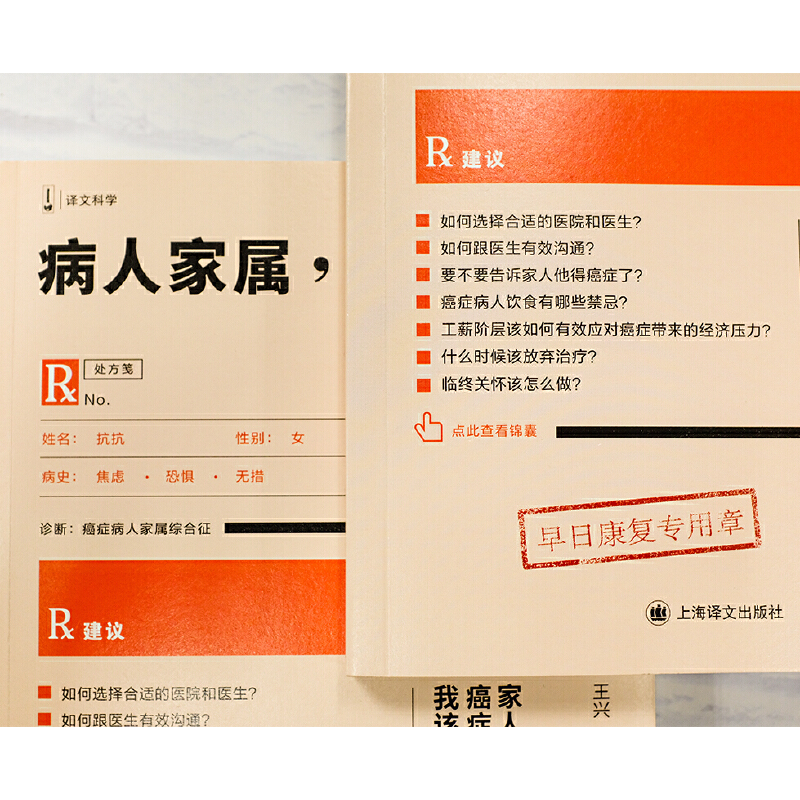 译文科学
病人家属，
Rx 处方笺
No.
姓名： 抗抗 性别： 女
病史： 焦虑 · 恐惧 · 无措
诊断：癌症病人家属综合征
Rx 建议
如何选择合适的医院和医生?
如何跟医生有效沟通?
Rx 建议
如何选择合适的医院和医生?
如何跟医生有效沟通?
要不要告诉家人他得癌症了?
癌症病人饮食有哪些禁忌?
工薪阶层该如何有效应对癌症带来的经济压力?
什么时候该放弃治疗?
临终关怀该怎么做?
点此查看锦囊
早日康复专用章
上海译文出版社
家人
癌症
我该
王兴